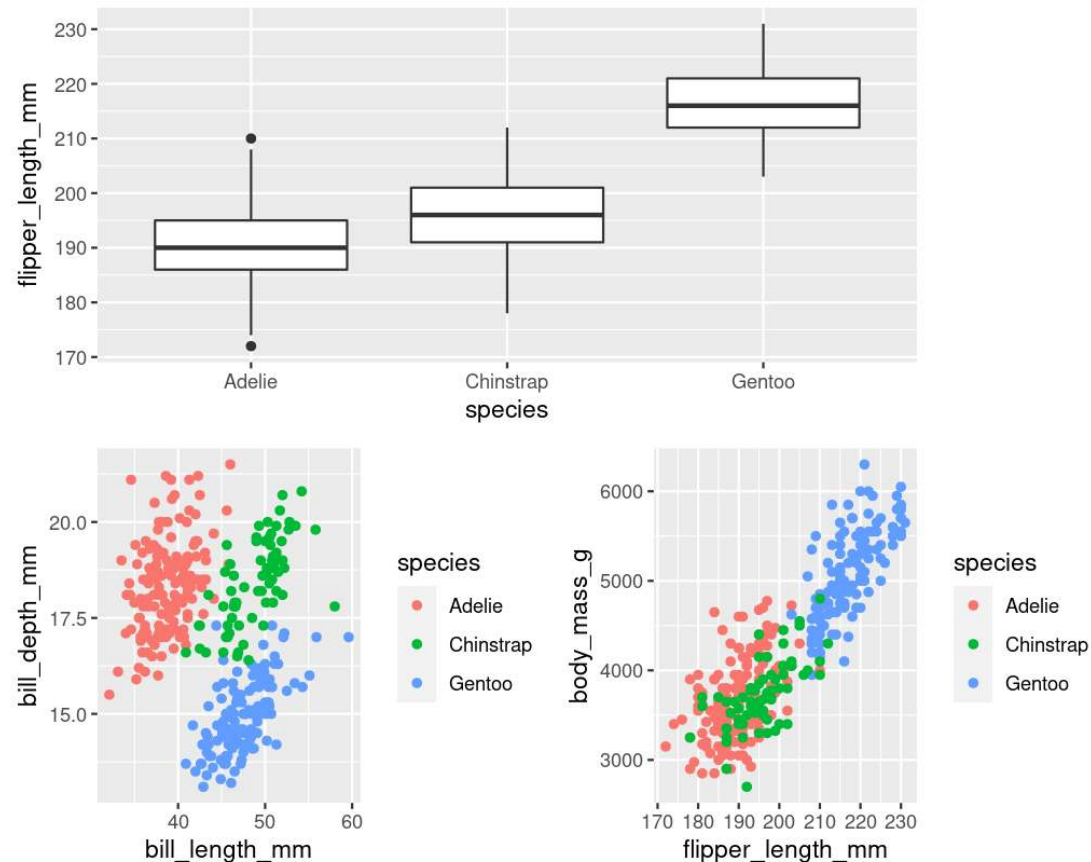 flipper_length_mm
230
220
210
200
190
180
170
Adelie
Chinstrap
Gentoo
species
bill_depth_mm
20.0
17.5
15.0
40
50
60
bill_length_mm
species
Adelie
Chinstrap
Gentoo
body_mass_g
6000
5000
4000
3000
170 180 190 200 210 220 230
flipper_length_mm
species
Adelie
Chinstrap
Gentoo